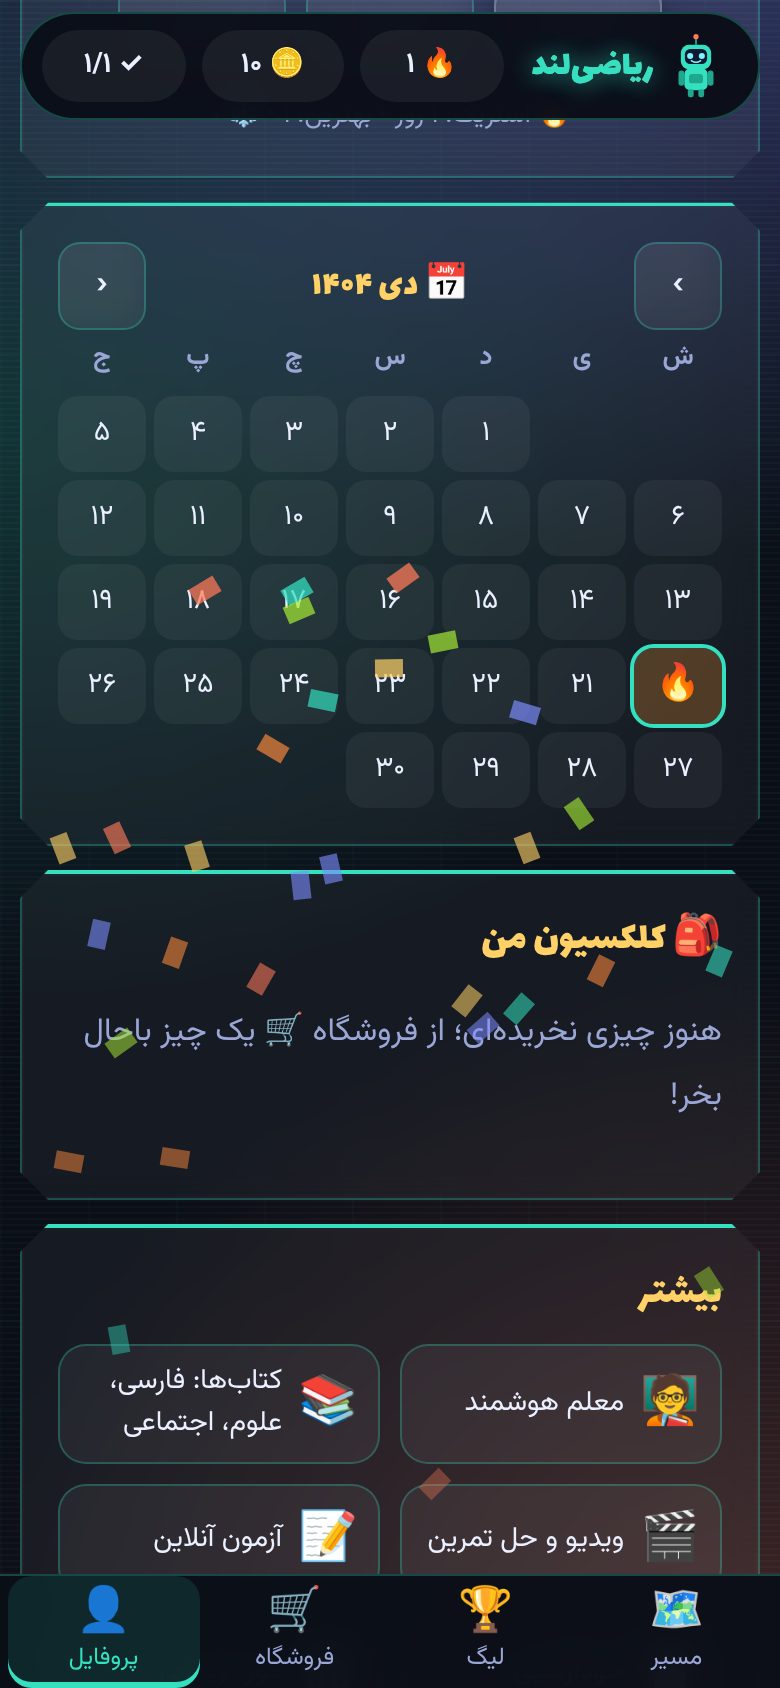 ریاضی‌لند
🔥 ۱
🪙 ۱۰
✓ ۱/۱
📅 دی ۱۴۰۴
ش ی د س چ پ ج
۱ ۲ ۳ ۴ ۵
۶ ۷ ۸ ۹ ۱۰ ۱۱ ۱۲
۱۳ ۱۴ ۱۵ ۱۶ ۱۷ ۱۸ ۱۹
🔥 ۲۱ ۲۲ ۲۳ ۲۴ ۲۵ ۲۶
۲۷ ۲۸ ۲۹ ۳۰
🎒 کلکسیون من
هنوز چیزی نخریده‌ای؛ از فروشگاه 🛒 یک چیز باحال
بخر!
بیشتر
معلم هوشمند
کتاب‌ها: فارسی،
علوم، اجتماعی
ویدیو و حل تمرین
آزمون آنلاین
مسیر
لیگ
فروشگاه
پروفایل